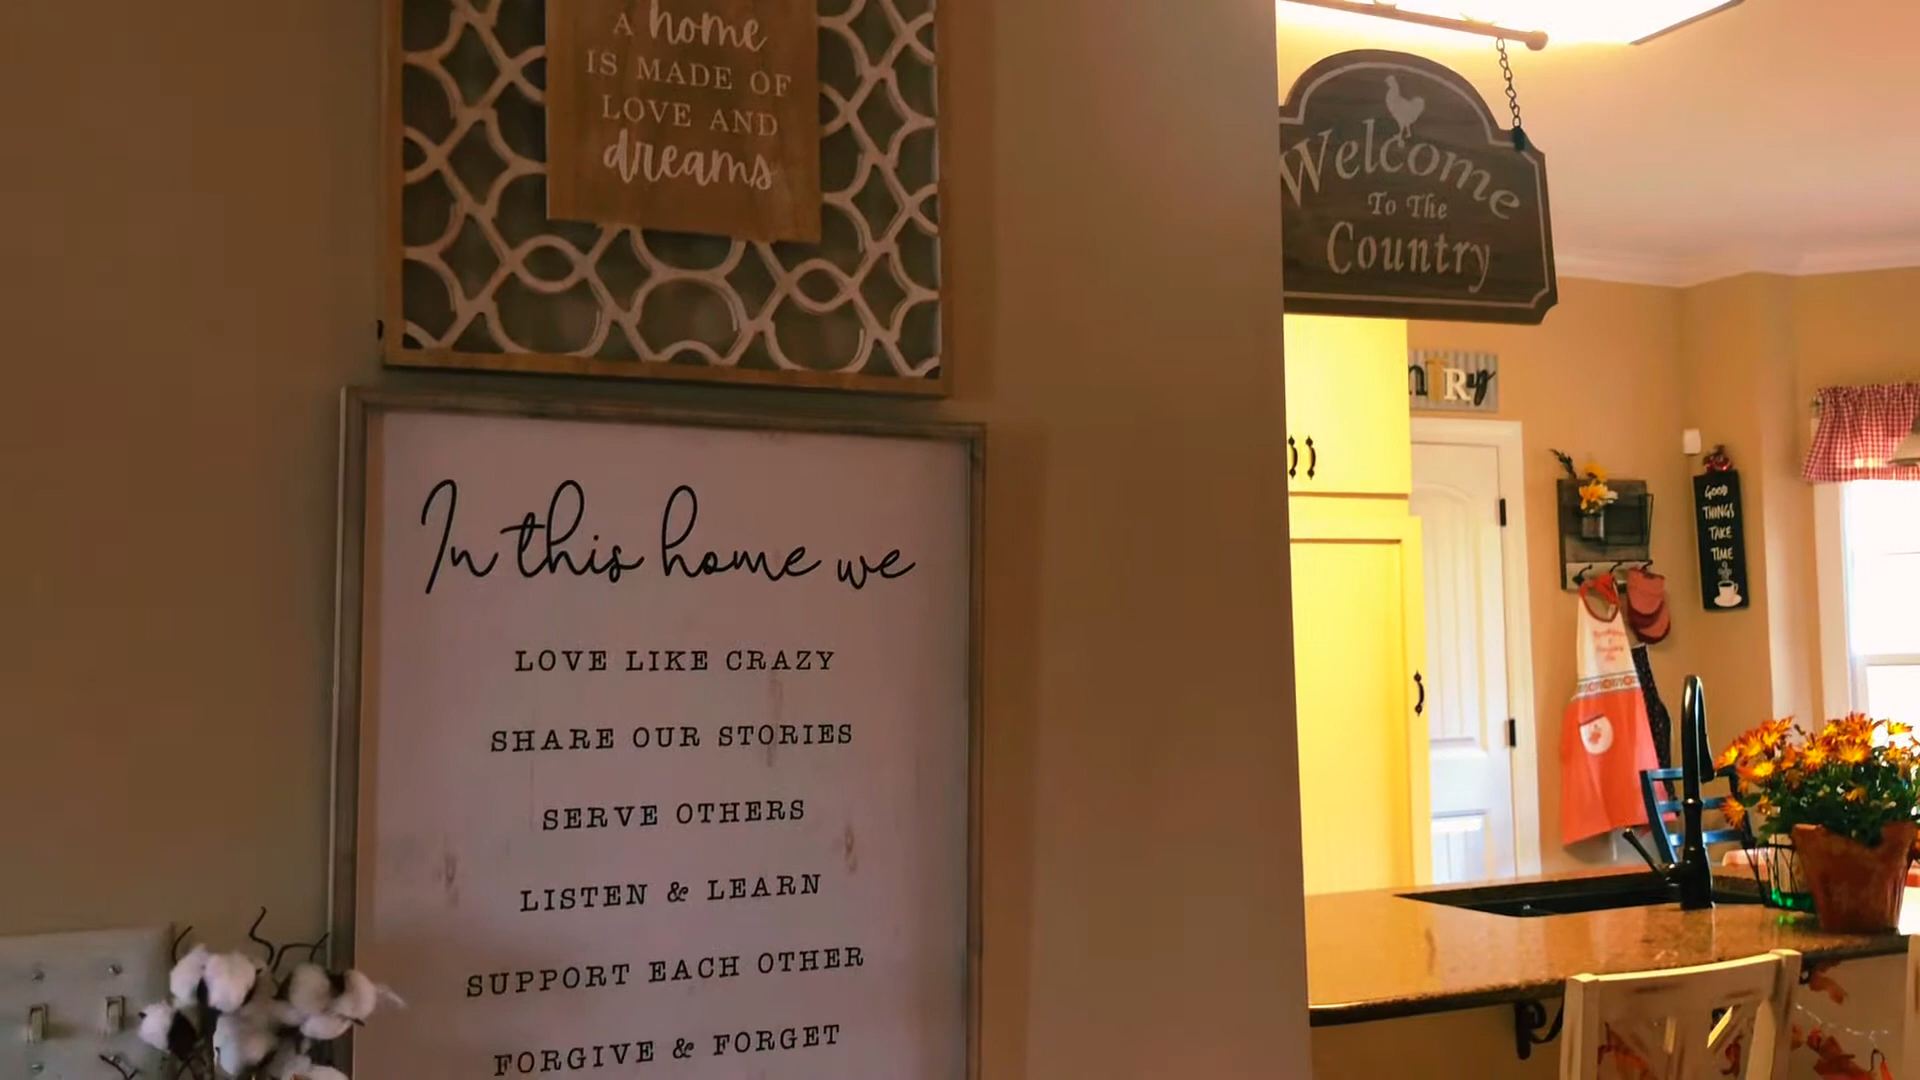 A home
IS MADE OF
LOVE AND
dreams
In this home we
LOVE LIKE CRAZY
SHARE OUR STORIES
SERVE OTHERS
LISTEN & LEARN
SUPPORT EACH OTHER
FORGIVE & FORGET
Welcome
To The
Country
nTRy
GOOD
THINGS
TAKE
TIME